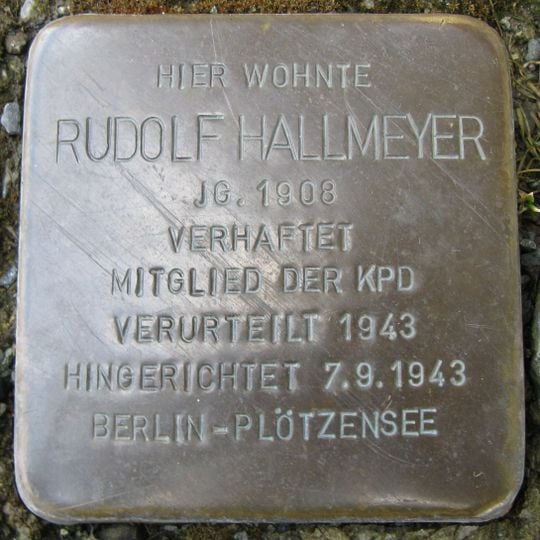 HIER WOHNTE
RUDOLF HALLMEYER
JG. 1908
VERHAFTET
MITGLIED DER KPD
VERURTEILT 1943
HINGERICHTET 7.9.1943
BERLIN-PLÖTZENSEE